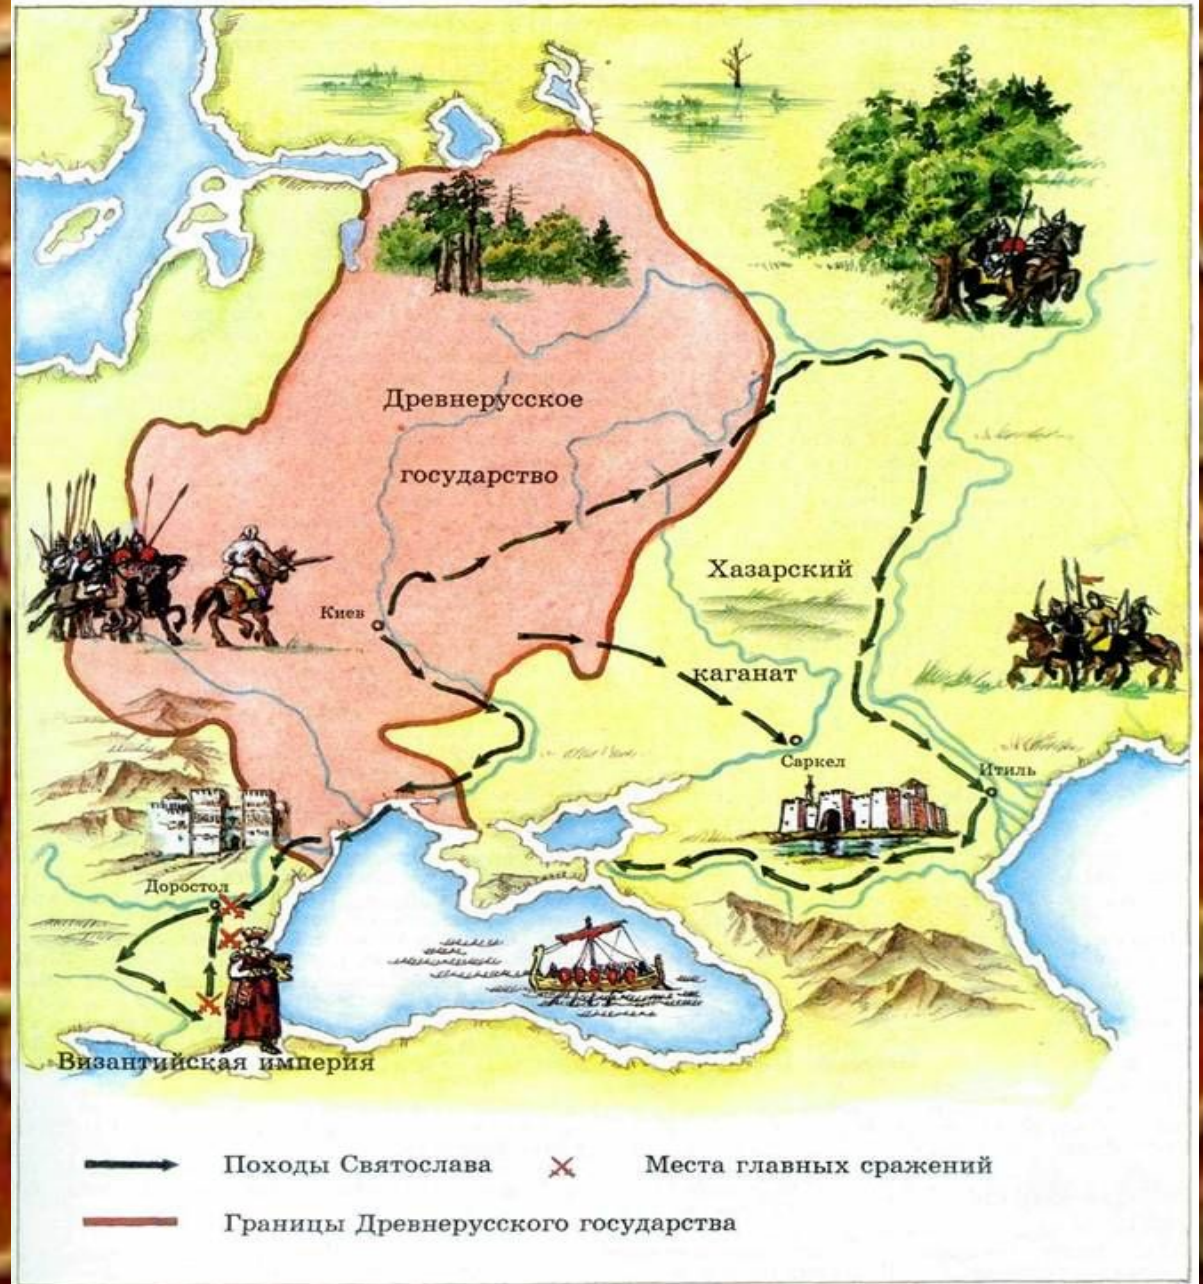 Древнерусское
государство
Киев
Хазарский
каганат
Саркел
Итиль
Доростол
Византийская империя
Походы Святослава
Места главных сражений
Границы Древнерусского государства